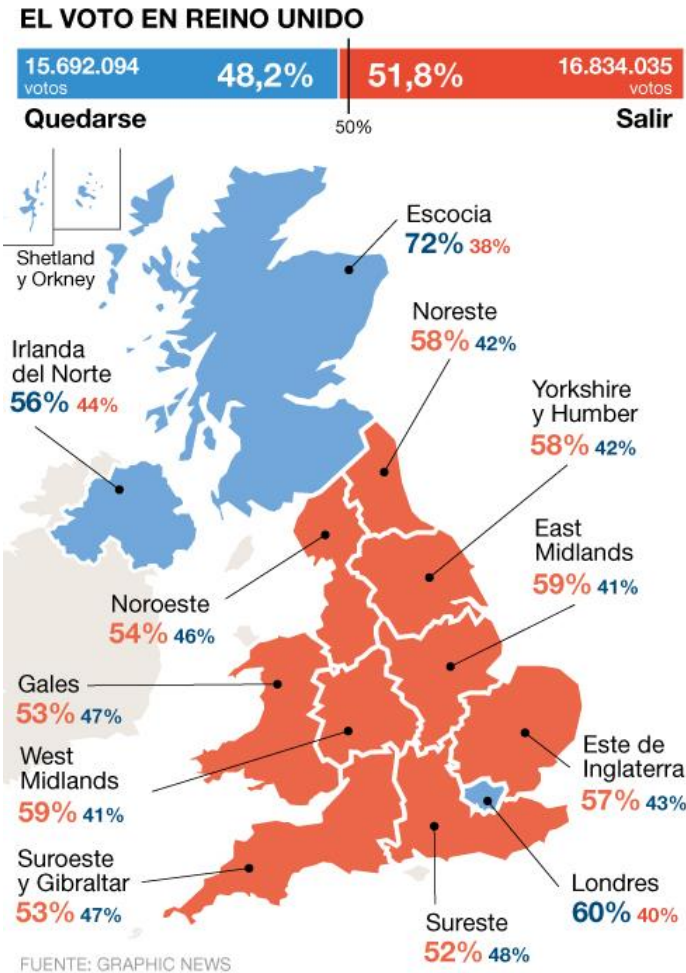 EL VOTO EN REINO UNIDO
15.692.094
votos
48,2%
51,8%
16.834.035
votos
Quedarse
50%
Salir
Shetland
y Orkney
Escocia
72% 38%
Noreste
58% 42%
Irlanda
del Norte
56% 44%
Yorkshire
y Humber
58% 42%
East
Midlands
59% 41%
Noroeste
54% 46%
Gales
53% 47%
West
Midlands
59% 41%
Este de
Inglaterra
57% 43%
Suroeste
y Gibraltar
53% 47%
Londres
60% 40%
Sureste
52% 48%
FUENTE: GRAPHIC NEWS